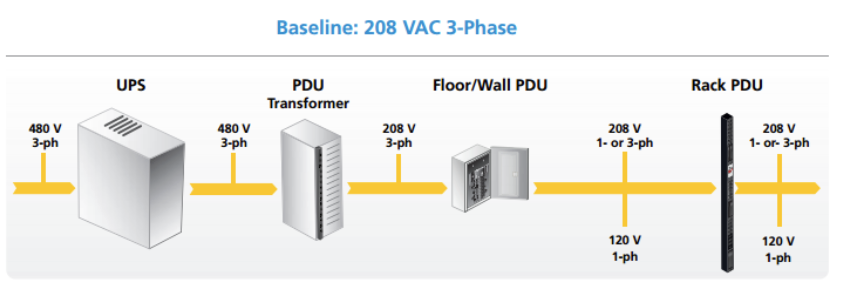 Baseline: 208 VAC 3-Phase
UPS
PDU
Transformer
Floor/Wall PDU
Rack PDU
480 V
3-ph
480 V
3-ph
208 V
3-ph
208 V
1- or 3-ph
208 V
1- or- 3-ph
120 V
1-ph
120 V
1-ph